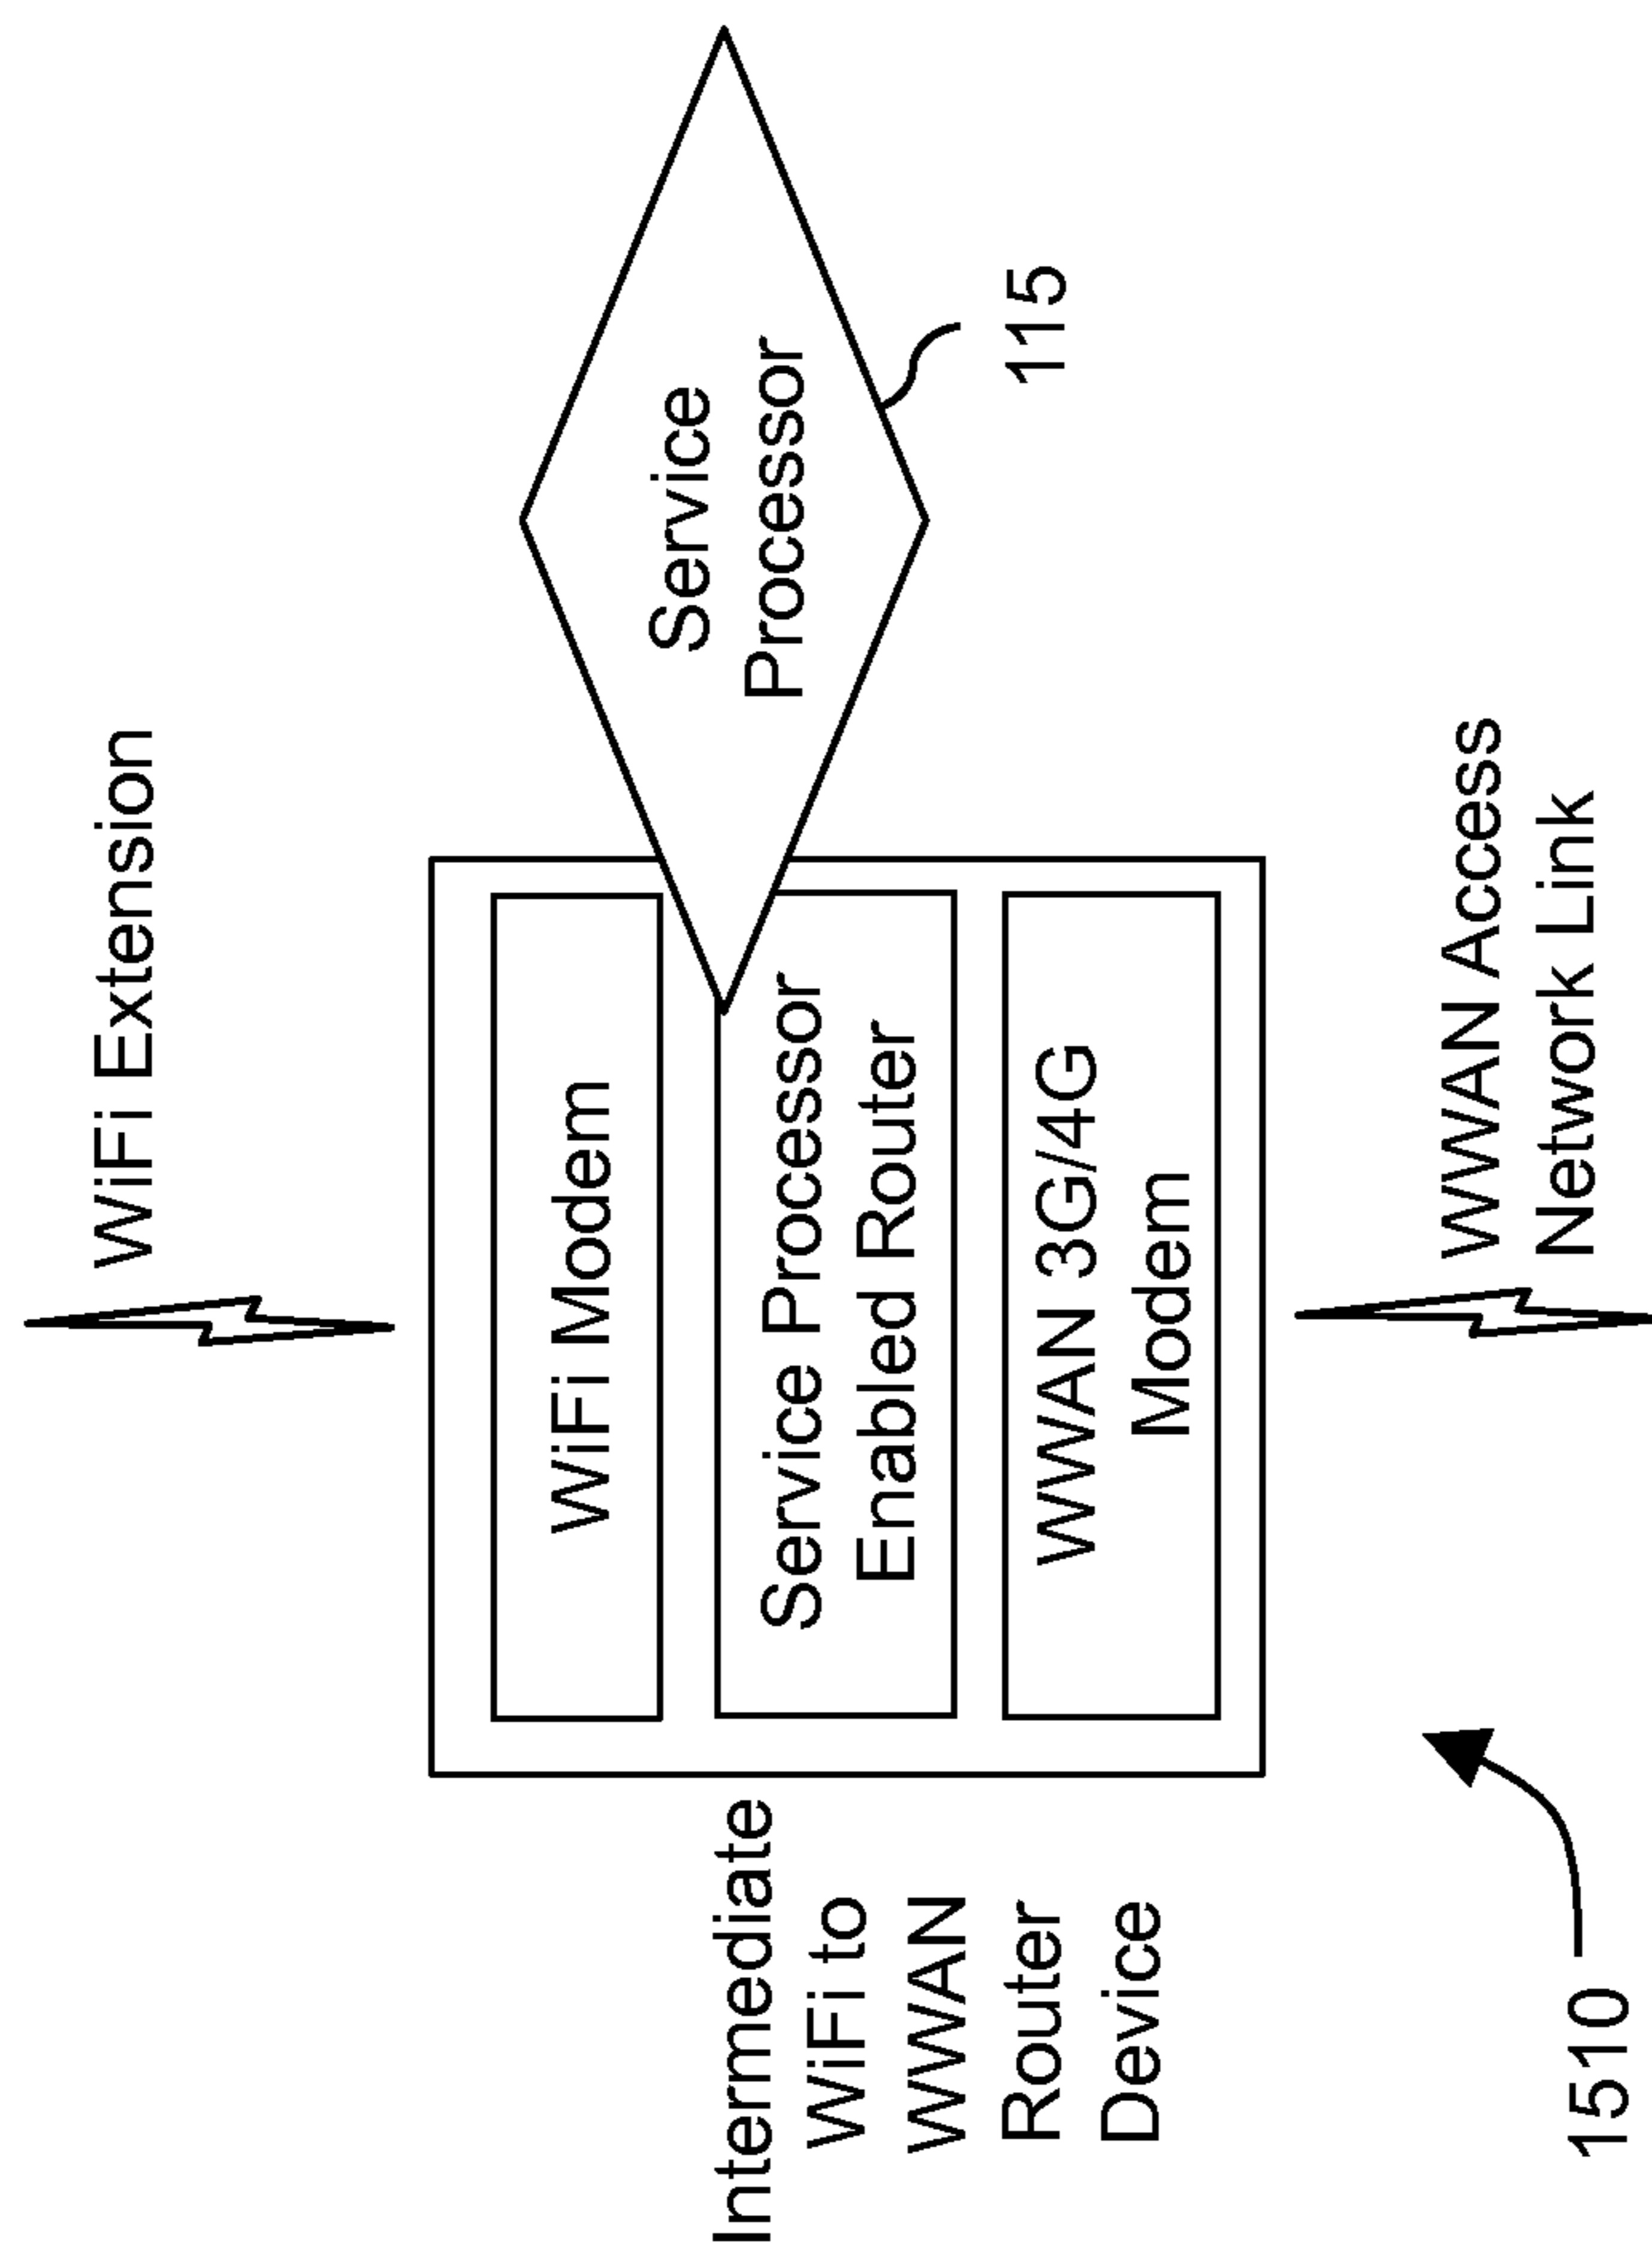 WiFi Extension
WiFi Modem
Service
Processor
115
Intermediate
WiFi to
WWAN
Router
Device
Service Processor
Enabled Router
WWAN 3G/4G
Modem
WWAN Access
Network Link
1510